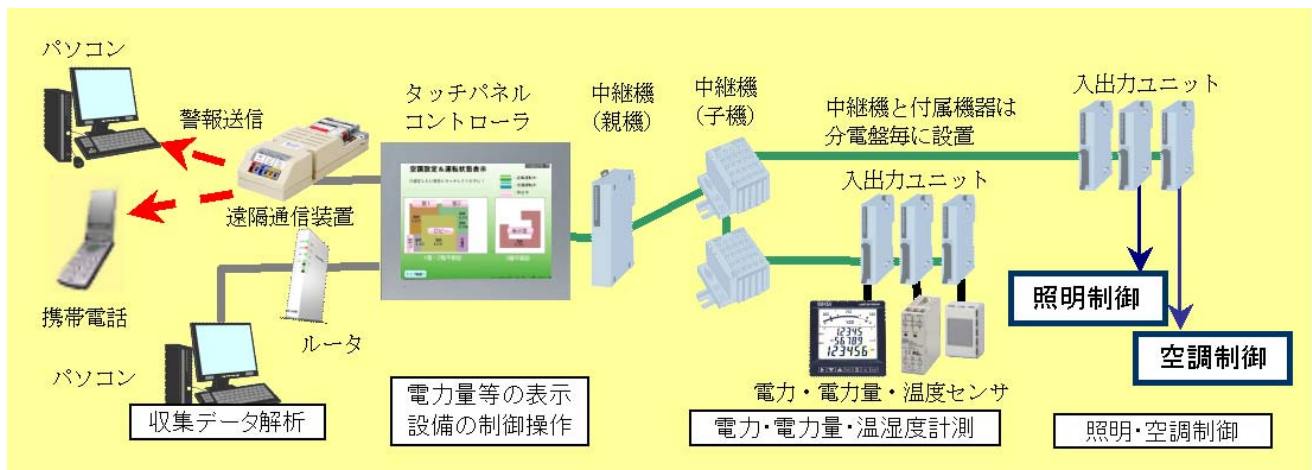 パソコン
警報送信
遠隔通信装置
携帯電話
ルータ
パソコン
収集データ解析
タッチパネル
コントローラ
空調設定&運転状態表示
電力量等の表示
設備の制御操作
中継機
(親機)
中継機
(子機)
中継機と付属機器は
分電盤毎に設置
入出力ユニット
12345
-56789
123456
電力・電力量・温度センサ
電力・電力量・温湿度計測
入出力ユニット
照明制御
空調制御
照明・空調制御